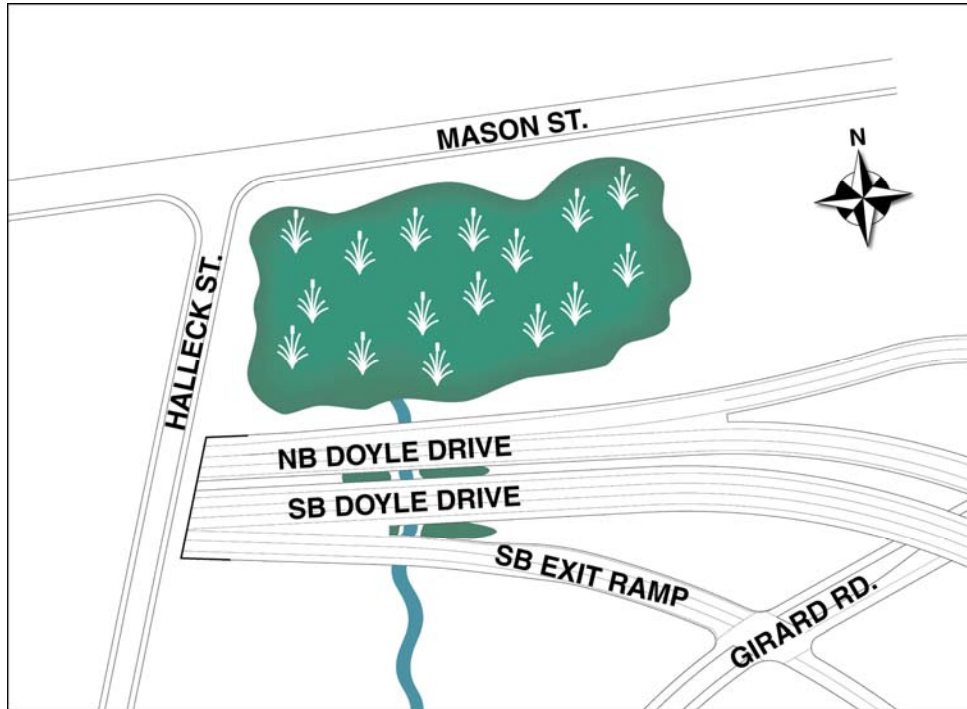 MASON ST.
N
HALLECK ST.
NB DOYLE DRIVE
SB DOYLE DRIVE
SB EXIT RAMP
GIRARD RD.